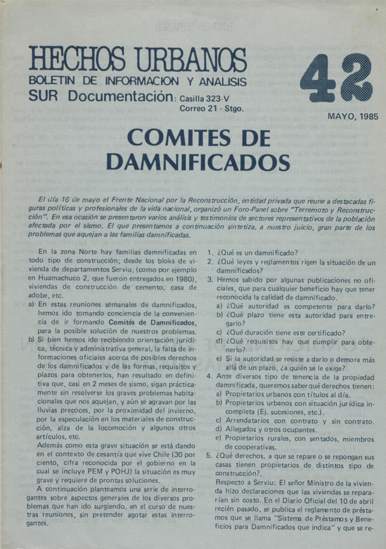 HECHOS URBANOS
BOLETIN DE INFORMACION Y ANALISIS
SUR Documentación: Casilla 323-V
Correo 21 - Stgo.
42
MAYO, 1985
COMITES DE
DAMNIFICADOS
El día 16 de mayo el Frente Nacional por la Reconstrucción, entidad privada que reune a destacadas fi-
guras políticas y profesionales de la vida nacional, organizó un Foro-Panel sobre "Terremoto y Reconstruc-
ción". En esa ocasión se presentaron varios análisis y testimonios de sectores representativos de la población
afectada por el sismo. El que presentamos a continuación sintetiza, a nuestro juicio, gran parte de los
problemas que aquejan a las familias damnificadas.
En la zona Norte hay familias damnificadas en
todo tipo de construcción; desde los bloks de vi-
vienda de departamentos Serviu, (como por ejemplo
en Huamachuco 2, que fueron entregados en 1980),
viviendas de construcción de cemento, casa de
adobe, etc.
a) En estas reuniones semanales de damnificados,
hemos ido tomando conciencia de la convenien-
cia de ir formando Comités de Damnificados,
para la posible solución de nuestros problemas.
b) Si bien hemos ido recibiendo orientación jurídi-
ca, técnica y administrativa general, la falta de in-
formaciones oficiales acerca de posibles derechos
de los damnificados y de las formas, requisitos y
plazos para obtenerlos, han resultado en defini-
tiva que, casi en 2 meses de sismo, sigan práctica-
mente sin resolverse los graves problemas habita-
cionales que nos aquejan, y aún se agravan por las
lluvias precoces, por la proximidad del invierno,
por la especulación en los materiales de construc-
ción, alza de la locomoción y algunos otros
artículos, etc.
Además como esta grave situación se está dando
en el contexto de cesantía que vive Chile (30 por
ciento, cifra reconocida por el gobierno en la
cual se incluye PEM y POHJ) la situación es muy
grave y requiere de prontas soluciones.
A continuación planteamos una serie de interro-
gantes sobre aspectos generales de los diversos pro-
blemas que han ido surgiendo, en el curso de nues-
tras reuniones, sin pretender agotar estas interro-
gantes.
1. ¿Qué es un damnificado?
2. ¿Qué leyes y reglamentos rigen la situación de un
damnificados?
3. Hemos sabido por algunas publicaciones no ofi-
ciales, que para cualquier beneficio hay que tener
reconocida la calidad de damnificado.
a) ¿Qué autoridad es competente para darlo?
b) ¿Qué plazo tiene esta autoridad para entre-
garlo?
c) ¿Qué duración tiene este certificado?
d) ¿Qué requisitos hay que cumplir para obte-
nerlo?
e) Si la autoridad se resiste a darlo o demora más
allá de un plazo, ¿a quién se le exige?
4. Ante diversos tipo de tenencia de la propiedad
damnificada, queremos saber qué derechos tienen:
a) Propietarios urbanos con títulos al día.
b) Propietarios urbanos con situación jurídica in-
completa (Ej. sucesiones, etc.).
c) Arrendatarios con contrato y sin contrato.
d) Allegados y otros ocupantes.
e) Propietarios rurales, con sentados, miembros
de cooperativas.
5. ¿Qué derechos, a que se repare o se repongan sus
casas tienen propietarios de distintos tipo de
construcción?,
Respecto a Serviu: El señor Ministro de la vivien-
da hizo declaraciones que las viviendas se repara-
rían sin costo. En el Diario Oficial del 10 de abril
recién pasado, se publica el reglamento de présta-
mos que se llama "Sistema de Préstamos y Bene-
ficios para Damnificados que indica" y que se re-